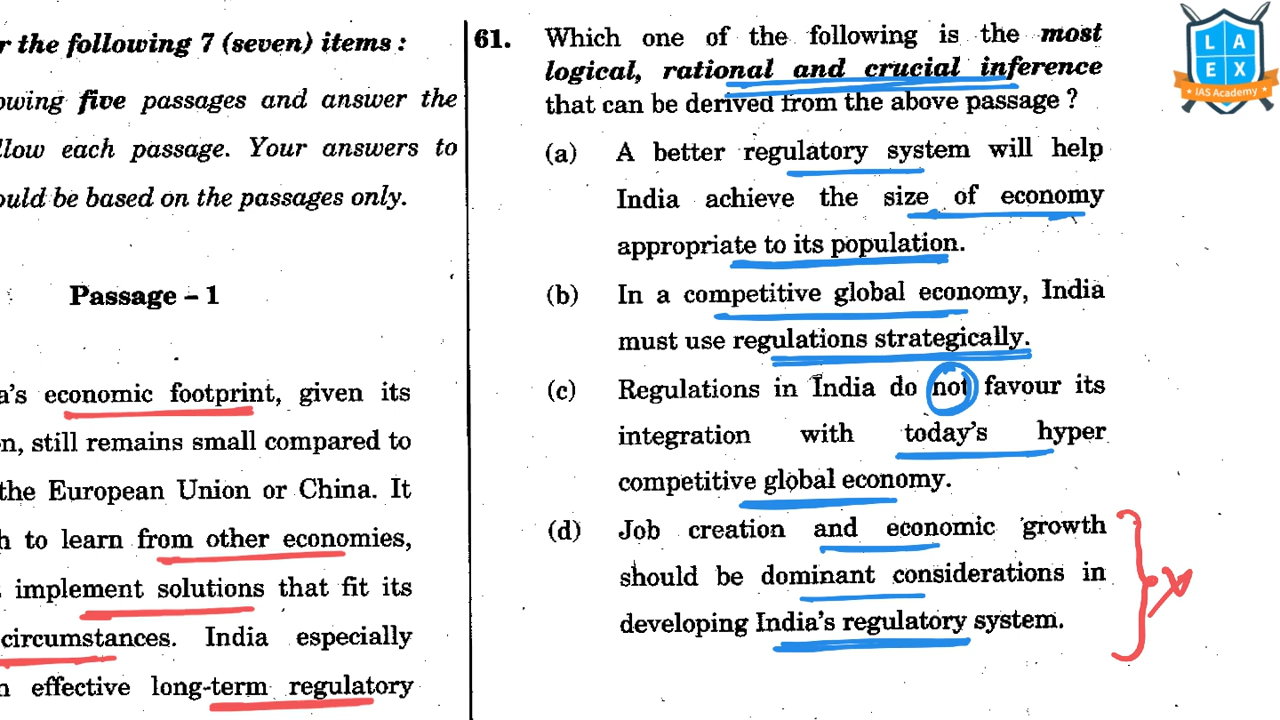 r the following 7 (seven) items :
owing five passages and answer the
llow each passage. Your answers to
ould be based on the passages only.
Passage – 1
a's economic footprint, given its
n, still remains small compared to
the European Union or China. It
h to learn from other economies,
implement solutions that fit its
circumstances. India especially
n effective long-term regulatory
61. Which one of the following is the most
logical, rational and crucial inference
that can be derived from the above passage ?
(a) A better regulatory system will help
India achieve the size of economy
appropriate to its population.
(b) In a competitive global economy, India
must use regulations strategically.
(c) Regulations in India do not favour its
integration with today's hyper
competitive global economy.
(d) Job creation and economic growth
should be dominant considerations in
developing India's regulatory system.
L A
E X
IAS Academy